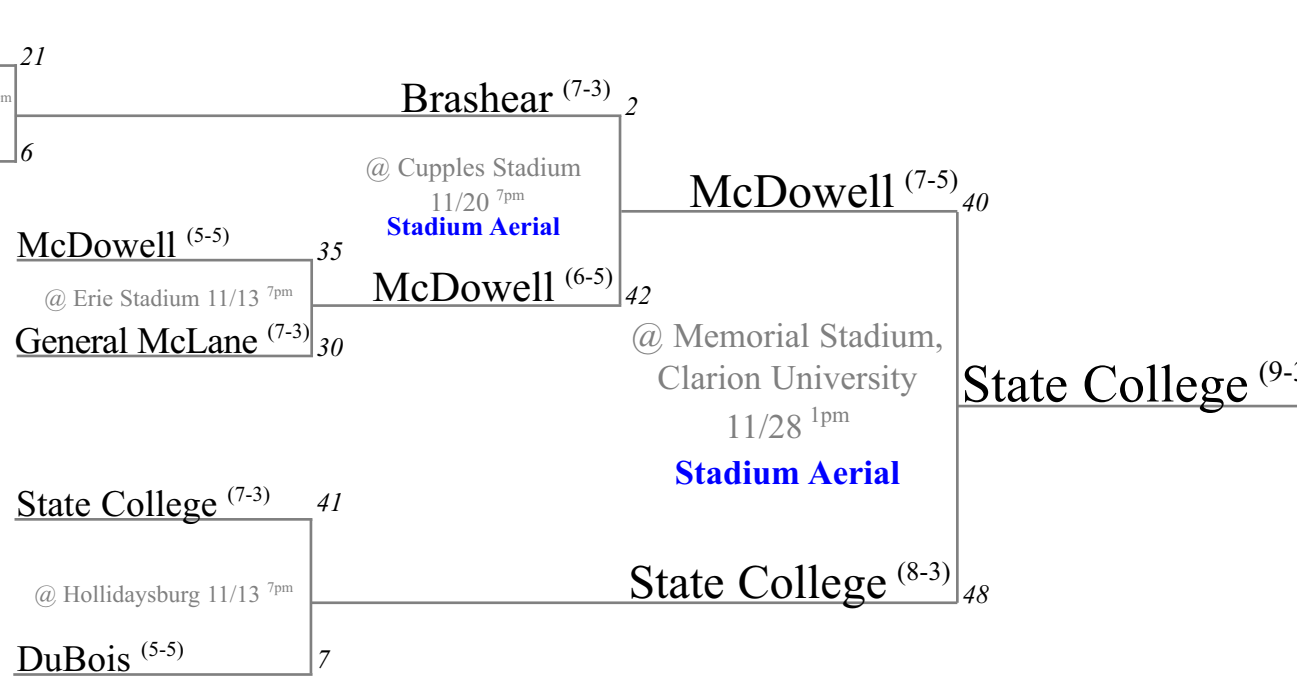 21
m
6
Brashear (7-3) 2
@ Cupples Stadium
11/20 7pm
Stadium Aerial
McDowell (7-5) 40
McDowell (5-5) 35
@ Erie Stadium 11/13 7pm
McDowell (6-5) 42
General McLane (7-3) 30
@ Memorial Stadium,
Clarion University
11/28 1pm
Stadium Aerial
State College (9-
State College (7-3) 41
@ Hollidaysburg 11/13 7pm
State College (8-3) 48
DuBois (5-5) 7